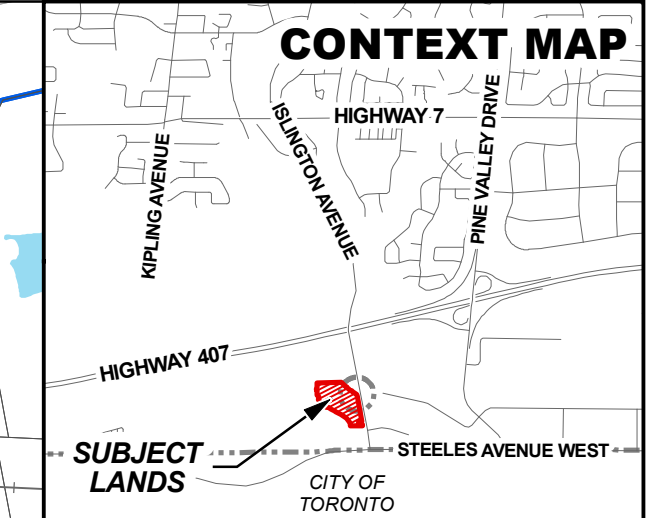 CONTEXT MAP
HIGHWAY 7
ISLINGTON AVENUE
PINE VALLEY DRIVE
KIPLING AVENUE
HIGHWAY 407
SUBJECT
LANDS
STEELES AVENUE WEST
CITY OF
TORONTO